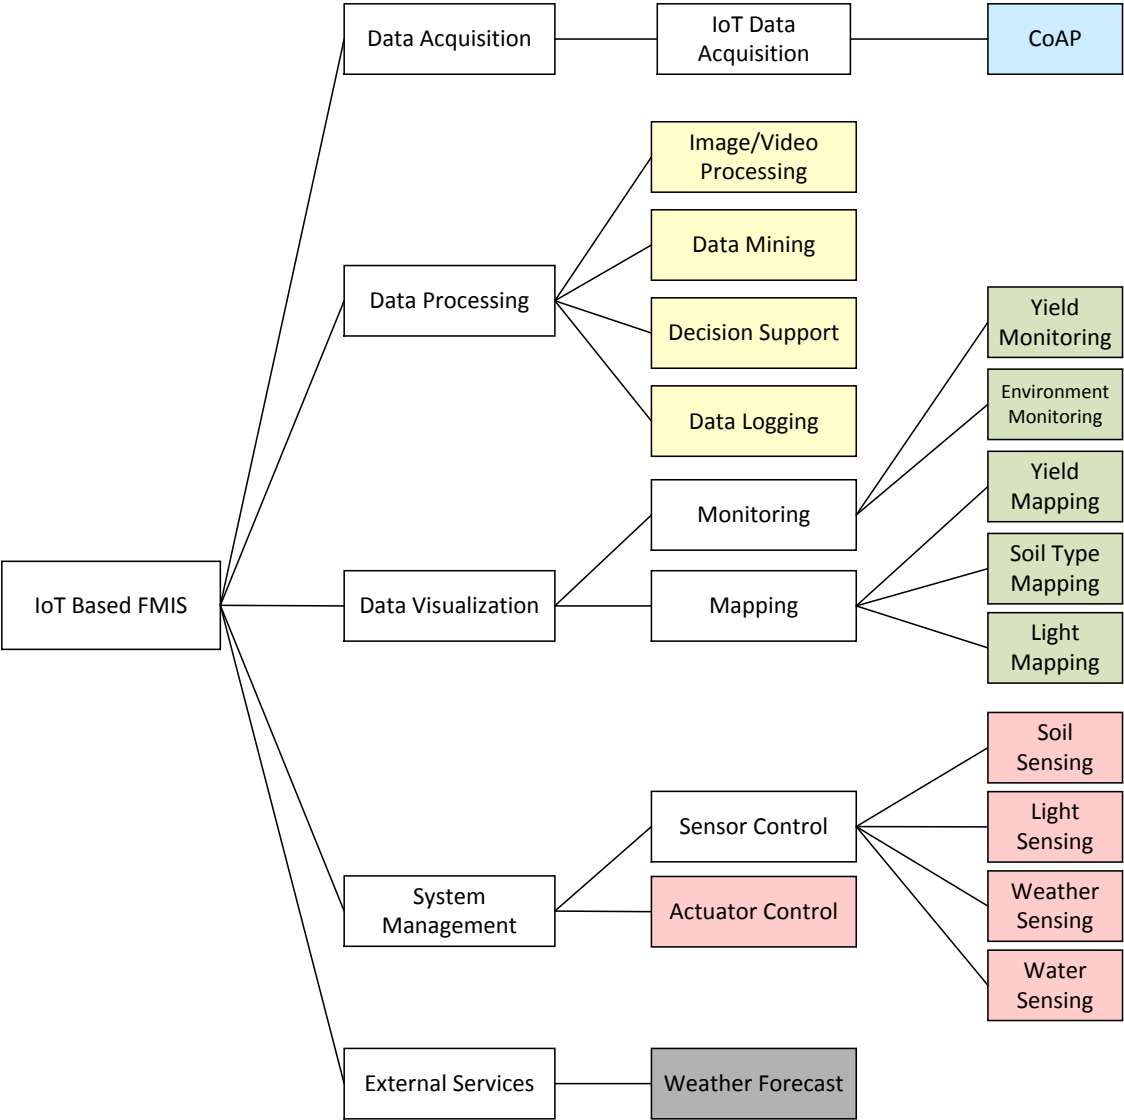 Data Acquisition
IoT Data
Acquisition
CoAP
Image/Video
Processing
Data Mining
Data Processing
Decision Support
Data Logging
Yield
Monitoring
Environment
Monitoring
Monitoring
Yield
Mapping
Soil Type
Mapping
Light
Mapping
IoT Based FMIS
Data Visualization
Mapping
Soil
Sensing
Sensor Control
Light
Sensing
System
Management
Actuator Control
Weather
Sensing
Water
Sensing
External Services
Weather Forecast